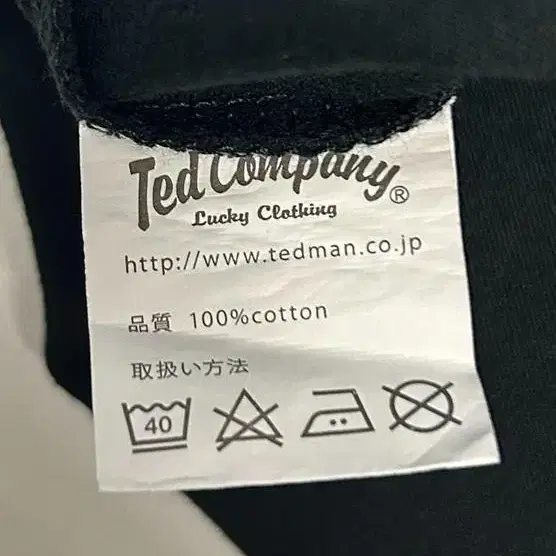 Ted Company®
Lucky Clothing
http://www.tedman.co.jp
品質 100%cotton
取扱い方法
40